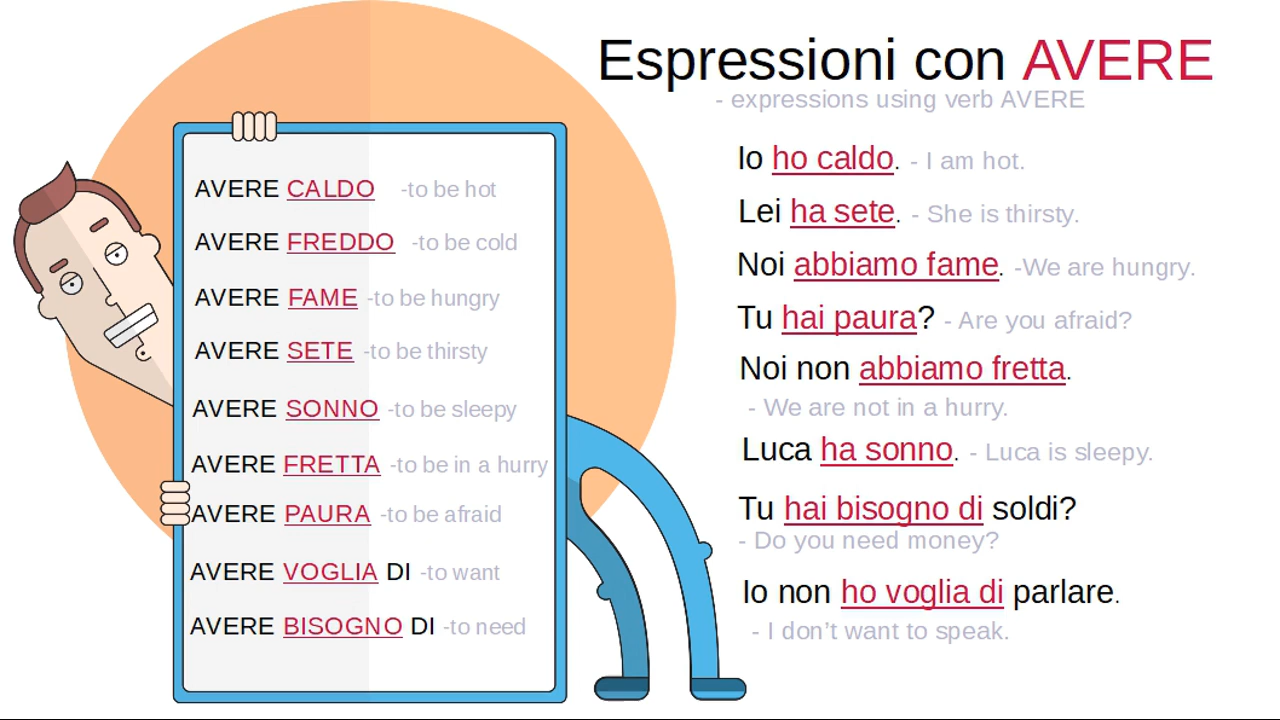 Espressioni con AVERE
- expressions using verb AVERE
AVERE CALDO -to be hot
AVERE FREDDO -to be cold
AVERE FAME -to be hungry
AVERE SETE -to be thirsty
AVERE SONNO -to be sleepy
AVERE FRETTA -to be in a hurry
AVERE PAURA -to be afraid
AVERE VOGLIA DI -to want
AVERE BISOGNO DI -to need
Io ho caldo. - I am hot.
Lei ha sete. - She is thirsty.
Noi abbiamo fame. -We are hungry.
Tu hai paura? - Are you afraid?
Noi non abbiamo fretta.
- We are not in a hurry.
Luca ha sonno. - Luca is sleepy.
Tu hai bisogno di soldi?
- Do you need money?
Io non ho voglia di parlare.
- I don’t want to speak.